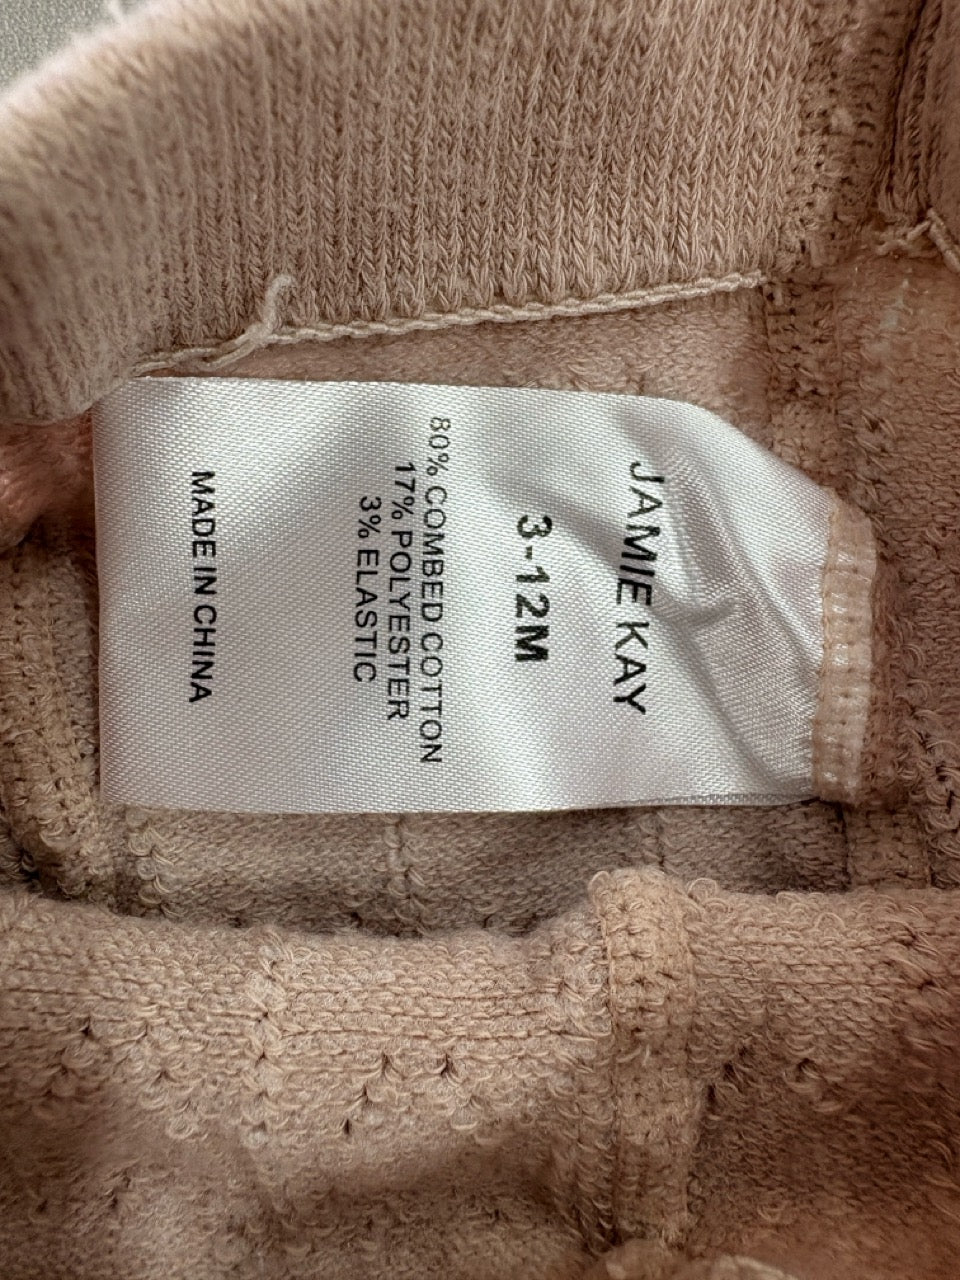 JAMIE KAY
3-12M
80% COMBED COTTON
17% POLYESTER
3% ELASTIC
MADE IN CHINA